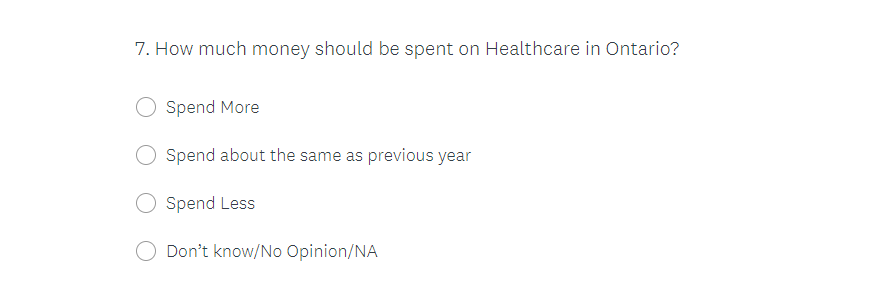 7. How much money should be spent on Healthcare in Ontario?
Spend More
Spend about the same as previous year
Spend Less
Don’t know/No Opinion/NA